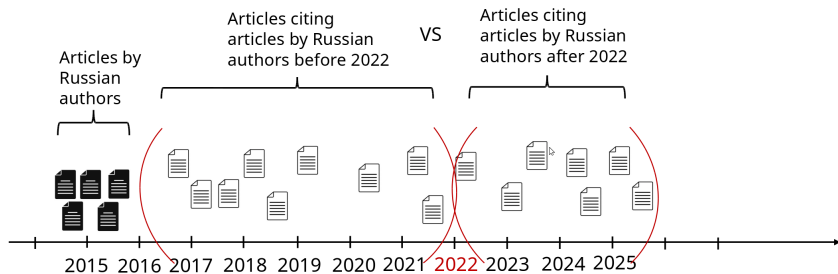 Articles citing
articles by Russian
authors before 2022
VS
Articles citing
articles by Russian
authors after 2022
Articles by
Russian
authors
2015 2016 2017 2018 2019 2020 2021 2022 2023 2024 2025